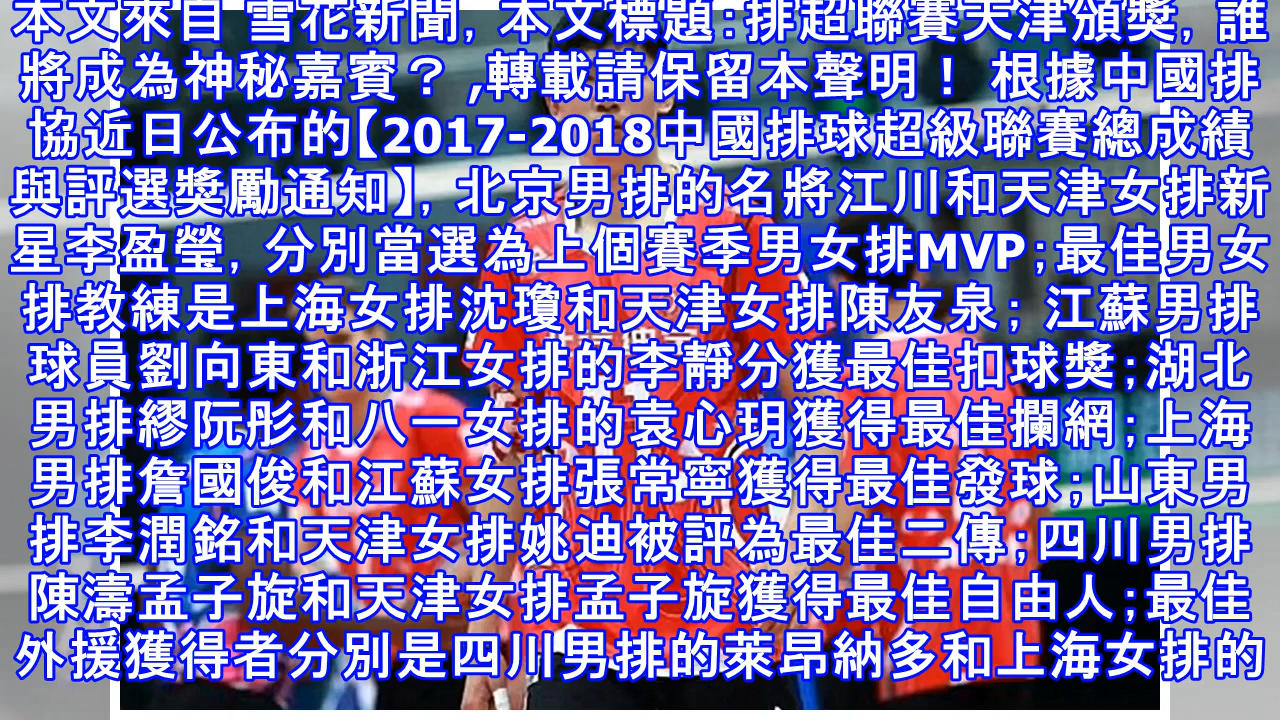 本文來自 雪花新聞, 本文標題:排超聯賽天津頒獎, 誰
將成為神秘嘉賓？ ,轉載請保留本聲明！ 根據中國排
協近日公布的【2017-2018中國排球超級聯賽總成績
與評選獎勵通知】, 北京男排的名將江川和天津女排新
星李盈瑩, 分別當選為上個賽季男女排MVP;最佳男女
排教練是上海女排沈瓊和天津女排陳友泉; 江蘇男排
球員劉向東和浙江女排的李靜分獲最佳扣球獎;湖北
男排繆阮彤和八一女排的袁心玥獲得最佳攔網;上海
男排詹國俊和江蘇女排張常寧獲得最佳發球;山東男
排李潤銘和天津女排姚迪被評為最佳二傳;四川男排
陳濤孟子旋和天津女排孟子旋獲得最佳自由人;最佳
外援獲得者分別是四川男排的萊昂納多和上海女排的